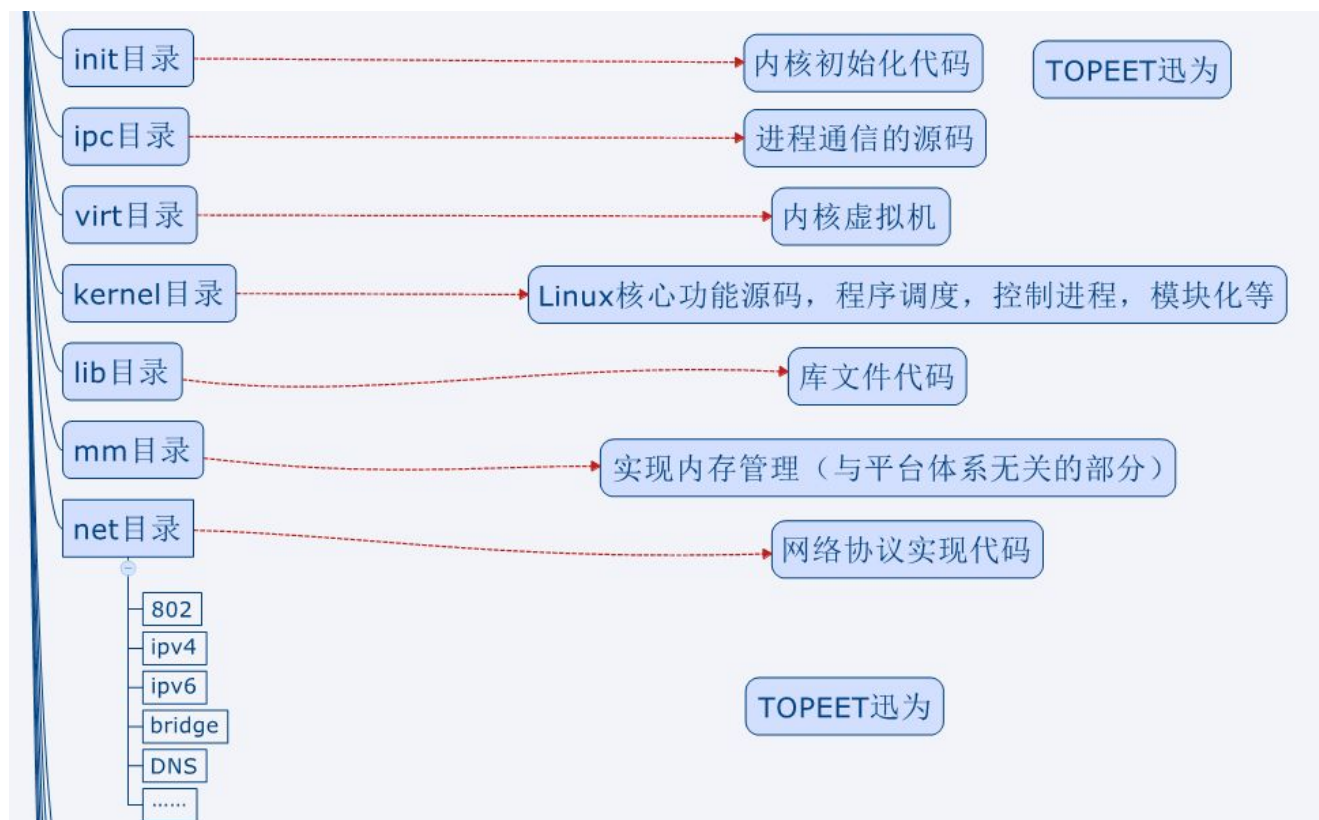 init目录
内核初始化代码
TOPEET迅为
ipc目录
进程通信的源码
virt目录
内核虚拟机
kernel目录
Linux核心功能源码，程序调度，控制进程，模块化等
lib目录
库文件代码
mm目录
实现内存管理（与平台体系无关的部分）
net目录
网络协议实现代码
802
ipv4
ipv6
TOPEET迅为
bridge
DNS
……